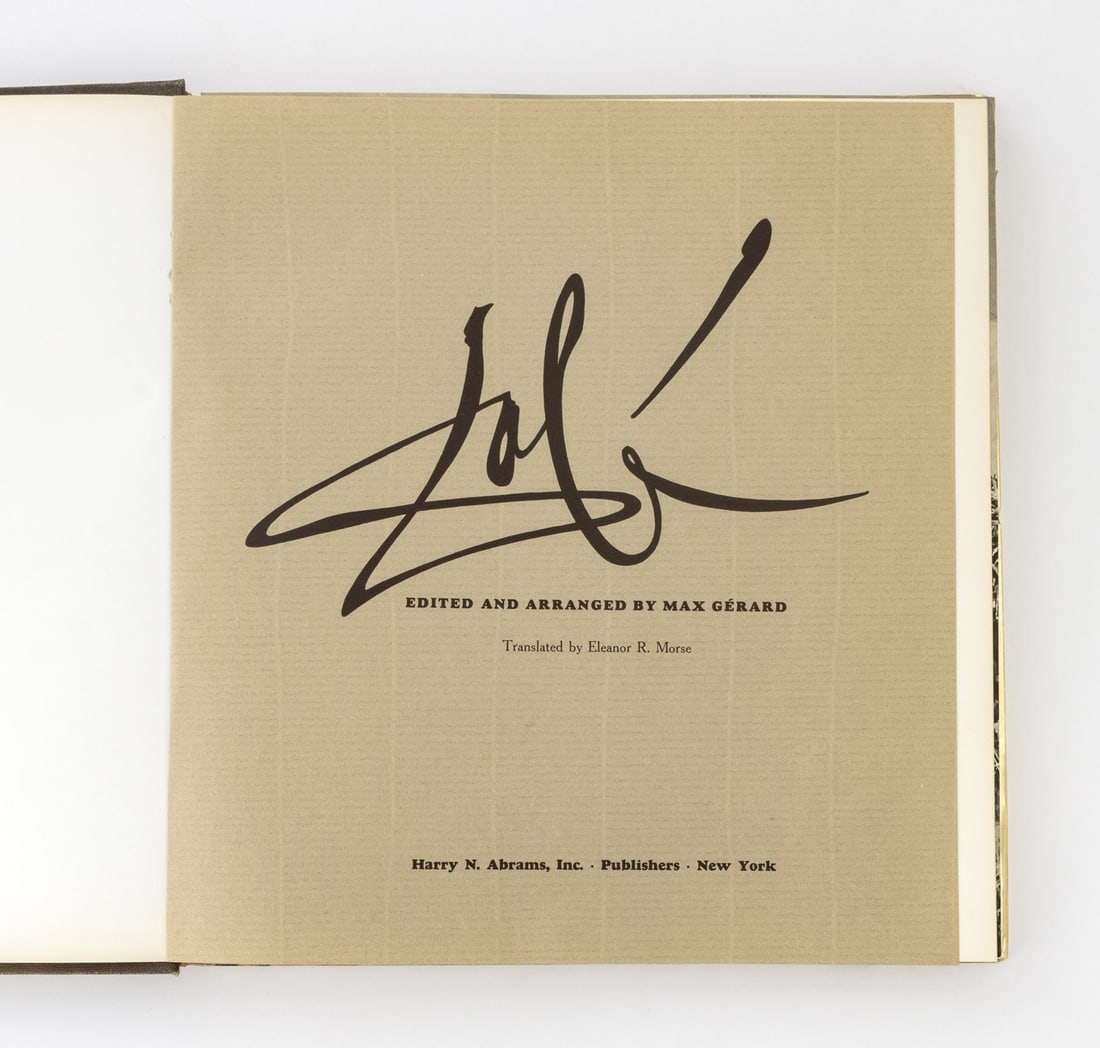 Dalí
EDITED AND ARRANGED BY MAX GÉRARD
Translated by Eleanor R. Morse
Harry N. Abrams, Inc. · Publishers · New York